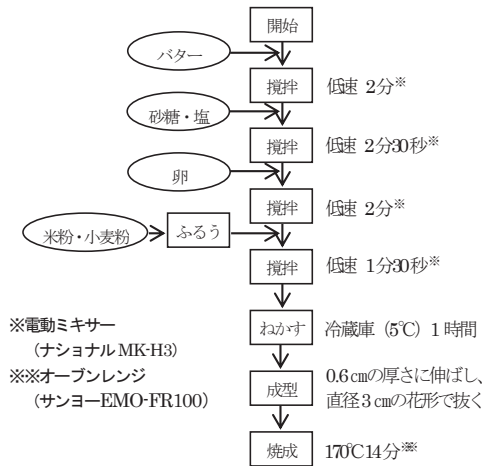 開始
バター
攪拌 低速 2分※
砂糖・塩
攪拌 低速 2分30秒※
卵
攪拌 低速 2分※
米粉・小麦粉 ふるう
攪拌 低速 1分30秒※
※電動ミキサー
（ナショナルMK-H3）
※※オーブンレンジ
（サンヨーEMO-FR100）
ねかす 冷蔵庫（5℃）1時間
成型 0.6㎝の厚さに伸ばし、
直径3㎝の花形で抜く
焼成 170℃14分※※